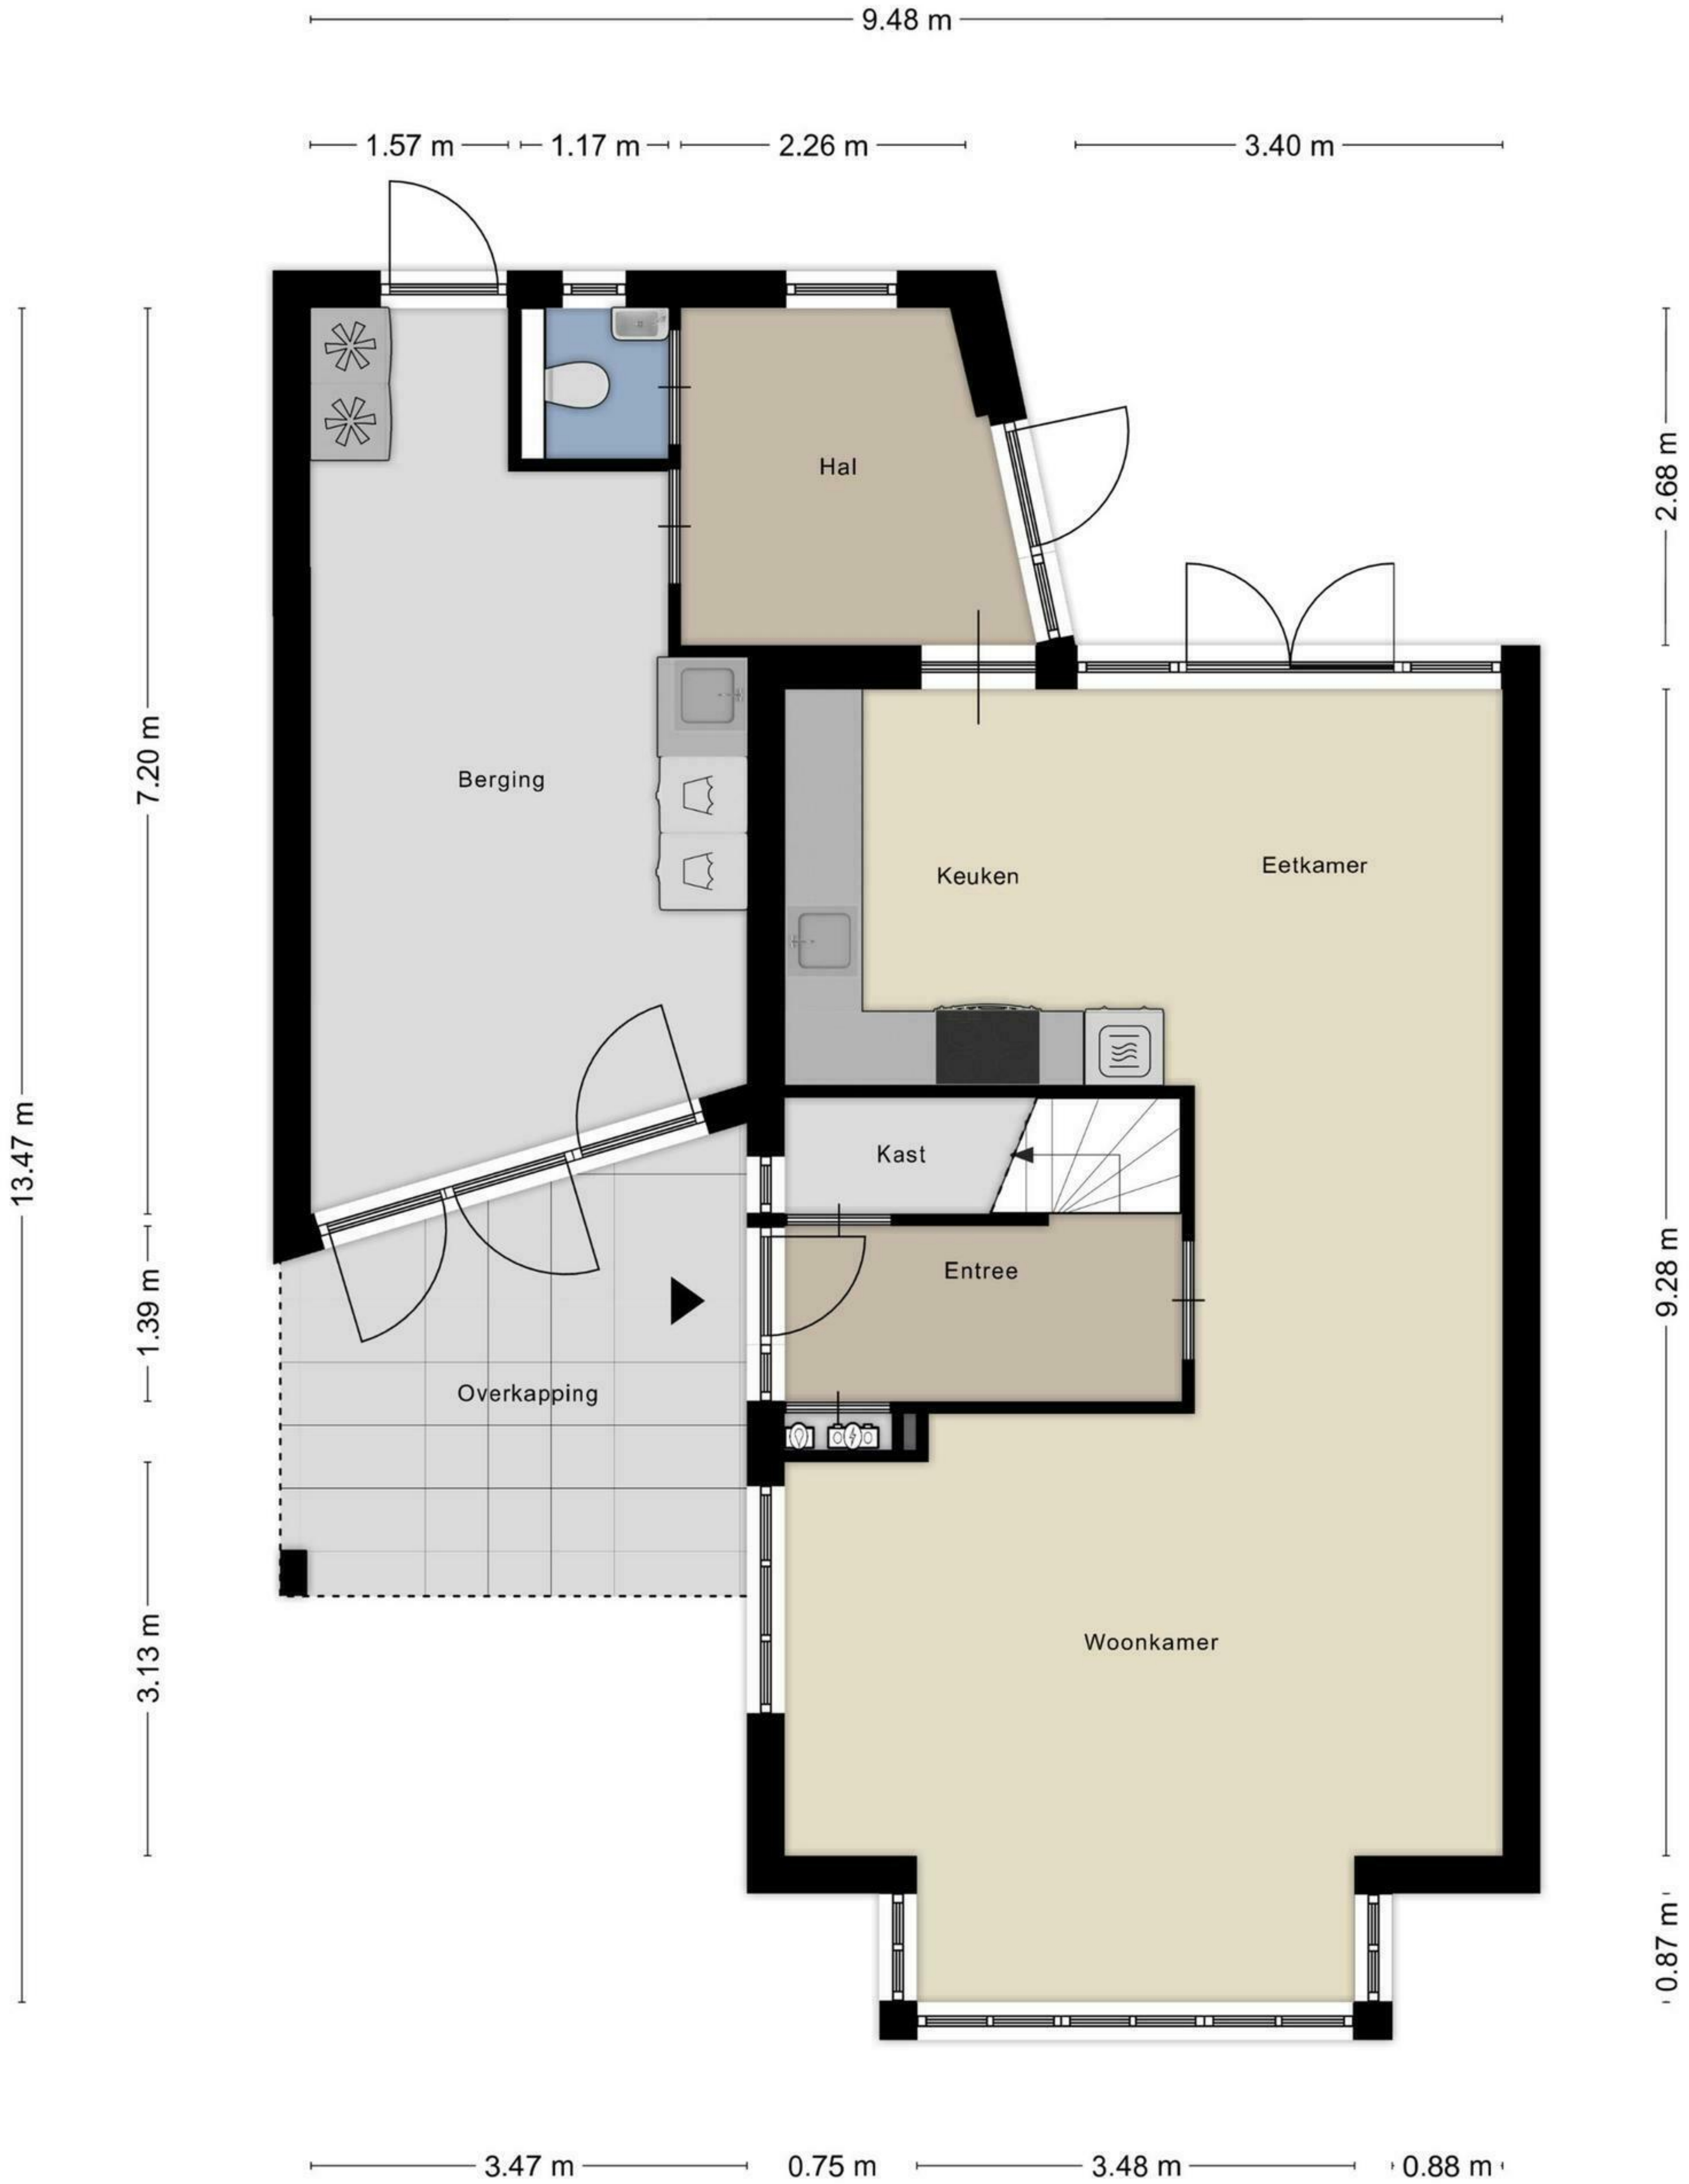 9.48 m
1.57 m
1.17 m
2.26 m
3.40 m
Hal
2.68 m
7.20 m
Berging
Keuken
Eetkamer
13.47 m
Kast
Entree
9.28 m
1.39 m
Overkapping
3.13 m
Woonkamer
0.87 m
3.47 m
0.75 m
3.48 m
0.88 m